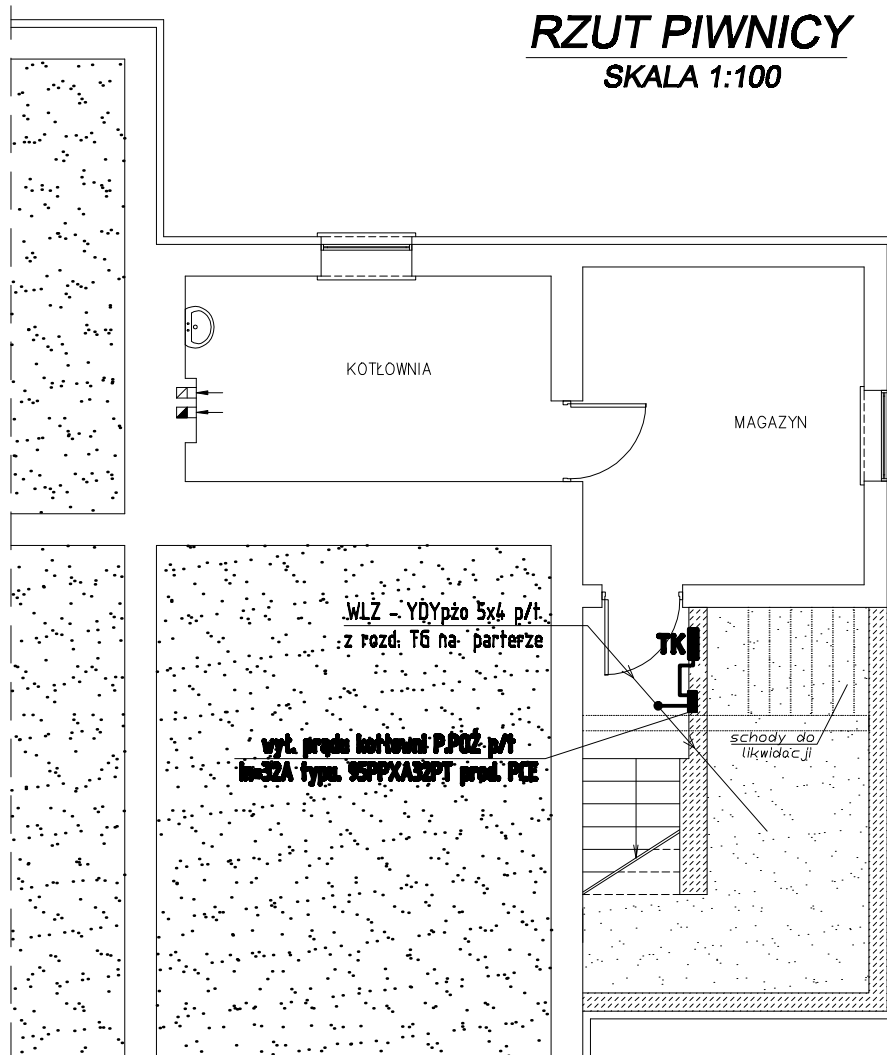 RZUT PIWNICY
SKALA 1:100
KOTŁOWNIA
MAGAZYN
WLZ - YDYpżo 5x4 p/t
z rozd. TG na parterze
TK
wył. prądu kotłowni P.POŻ p/t
In=32A typu. 95PPXA32PT prod. PCE
schody do
likwidacji